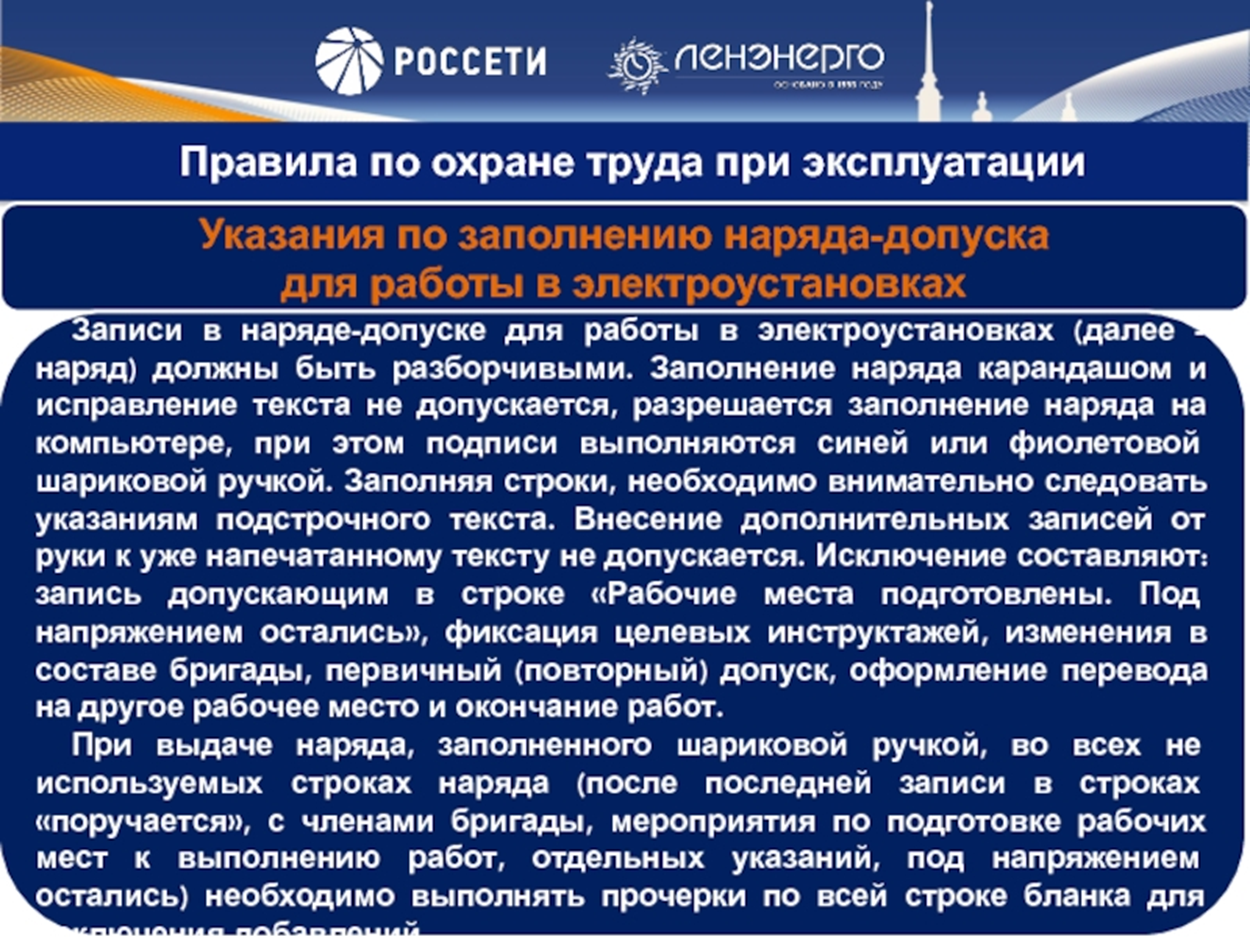 РОССЕТИ
ЛЕНЭНЕРГО
Правила по охране труда при эксплуатации
Указания по заполнению наряда-допуска
для работы в электроустановках
Записи в наряде-допуске для работы в электроустановках (далее -
наряд) должны быть разборчивыми. Заполнение наряда карандашом и
исправление текста не допускается, разрешается заполнение наряда на
компьютере, при этом подписи выполняются синей или фиолетовой
шариковой ручкой. Заполняя строки, необходимо внимательно следовать
указаниям подстрочного текста. Внесение дополнительных записей от
руки к уже напечатанному тексту не допускается. Исключение составляют:
запись допускающим в строке «Рабочие места подготовлены. Под
напряжением остались», фиксация целевых инструктажей, изменения в
составе бригады, первичный (повторный) допуск, оформление перевода
на другое рабочее место и окончание работ.
При выдаче наряда, заполненного шариковой ручкой, во всех не
используемых строках наряда (после последней записи в строках
«поручается», с членами бригады, мероприятия по подготовке рабочих
мест к выполнению работ, отдельных указаний, под напряжением
остались) необходимо выполнять прочерки по всей строке бланка для